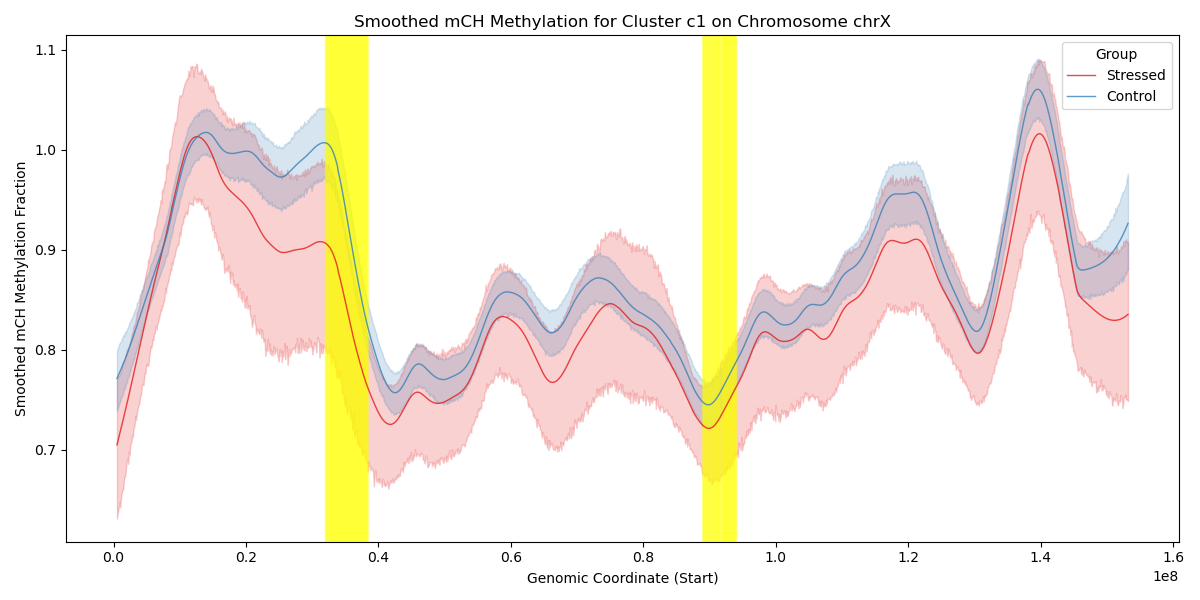 Smoothed mCH Methylation for Cluster c1 on Chromosome chrX
Group
Stressed
Control
Smoothed mCH Methylation Fraction
1.1
1.0
0.9
0.8
0.7
0.0 0.2 0.4 0.6 0.8 1.0 1.2 1.4 1.6
1e8
Genomic Coordinate (Start)